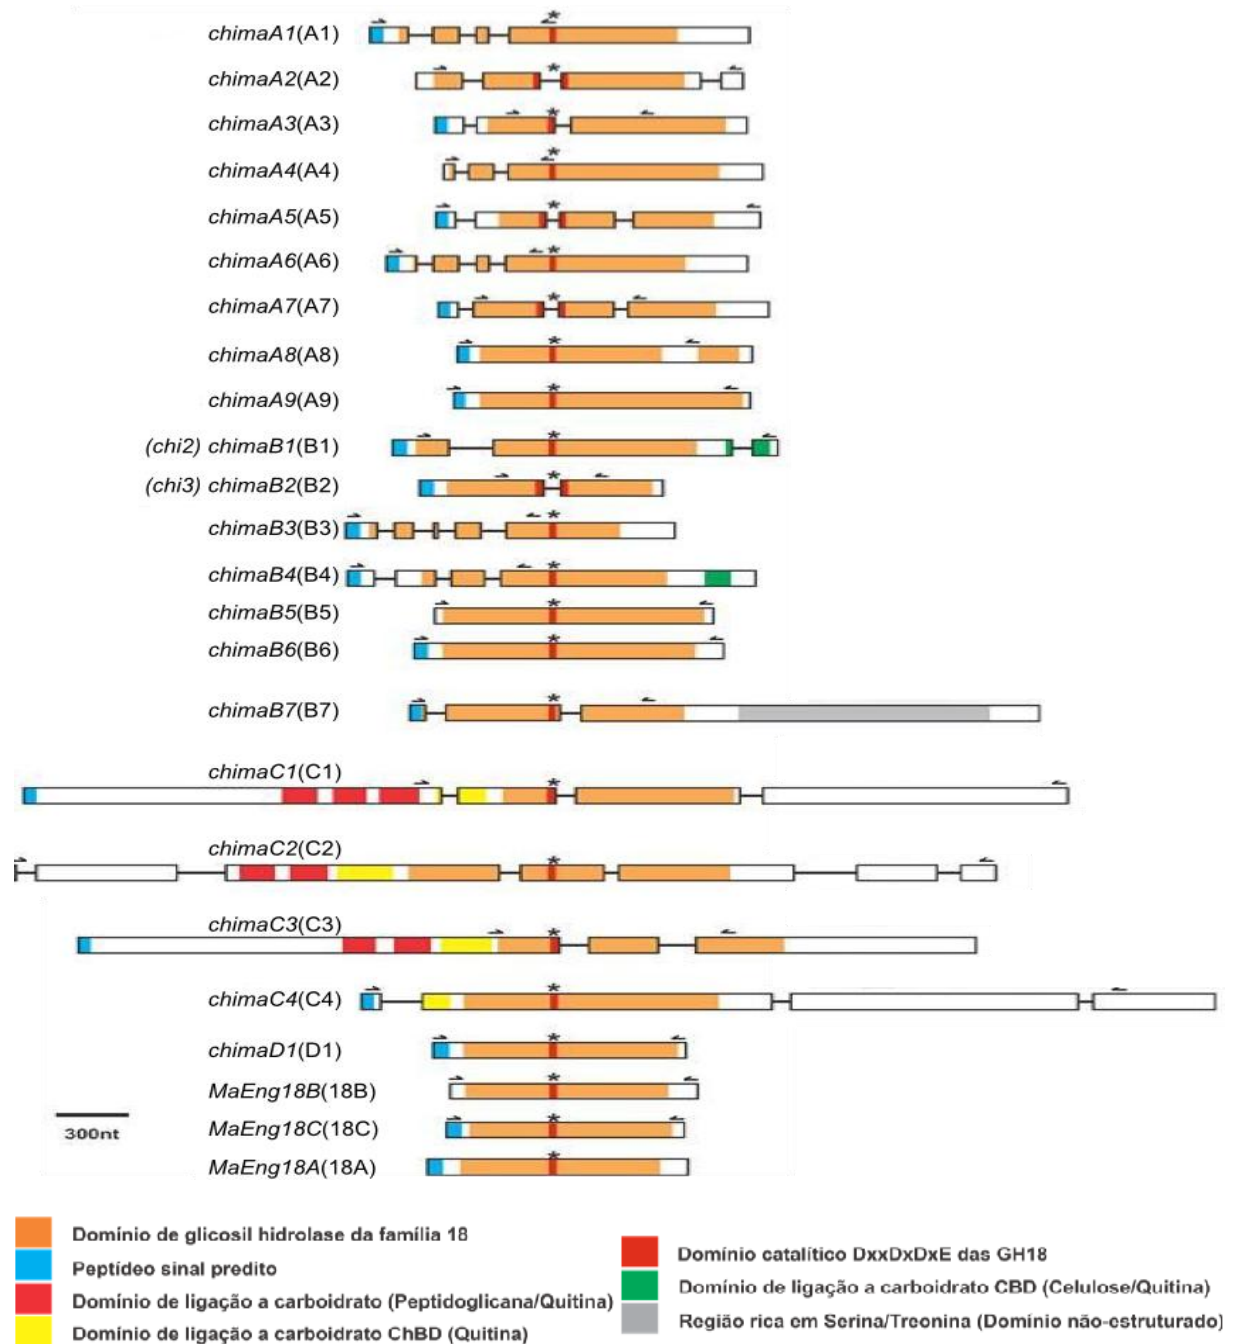 *
chimaA1(A1)
*
chimaA2(A2)
*
chimaA3(A3)
*
chimaA4(A4)
*
chimaA5(A5)
*
chimaA6(A6)
*
chimaA7(A7)
*
chimaA8(A8)
*
chimaA9(A9)
*
(chi2) chimaB1(B1)
*
(chi3) chimaB2(B2)
*
chimaB3(B3)
*
chimaB4(B4)
*
chimaB5(B5)
*
chimaB6(B6)
*
chimaB7(B7)
chimaC1(C1)
*
chimaC2(C2)
*
chimaC3(C3)
*
chimaC4(C4)
*
chimaD1(D1)
*
MaEng18B(18B)
*
MaEng18C(18C)
*
MaEng18A(18A)
*
300nt
Domínio de glicosil hidrolase da família 18
Peptídeo sinal predito
Domínio de ligação a carboidrato (Peptidoglicana/Quitina)
Domínio de ligação a carboidrato ChBD (Quitina)
Domínio catalítico DxxDxDxE das GH18
Domínio de ligação a carboidrato CBD (Celulose/Quitina)
Região rica em Serina/Treonina (Domínio não-estruturado)